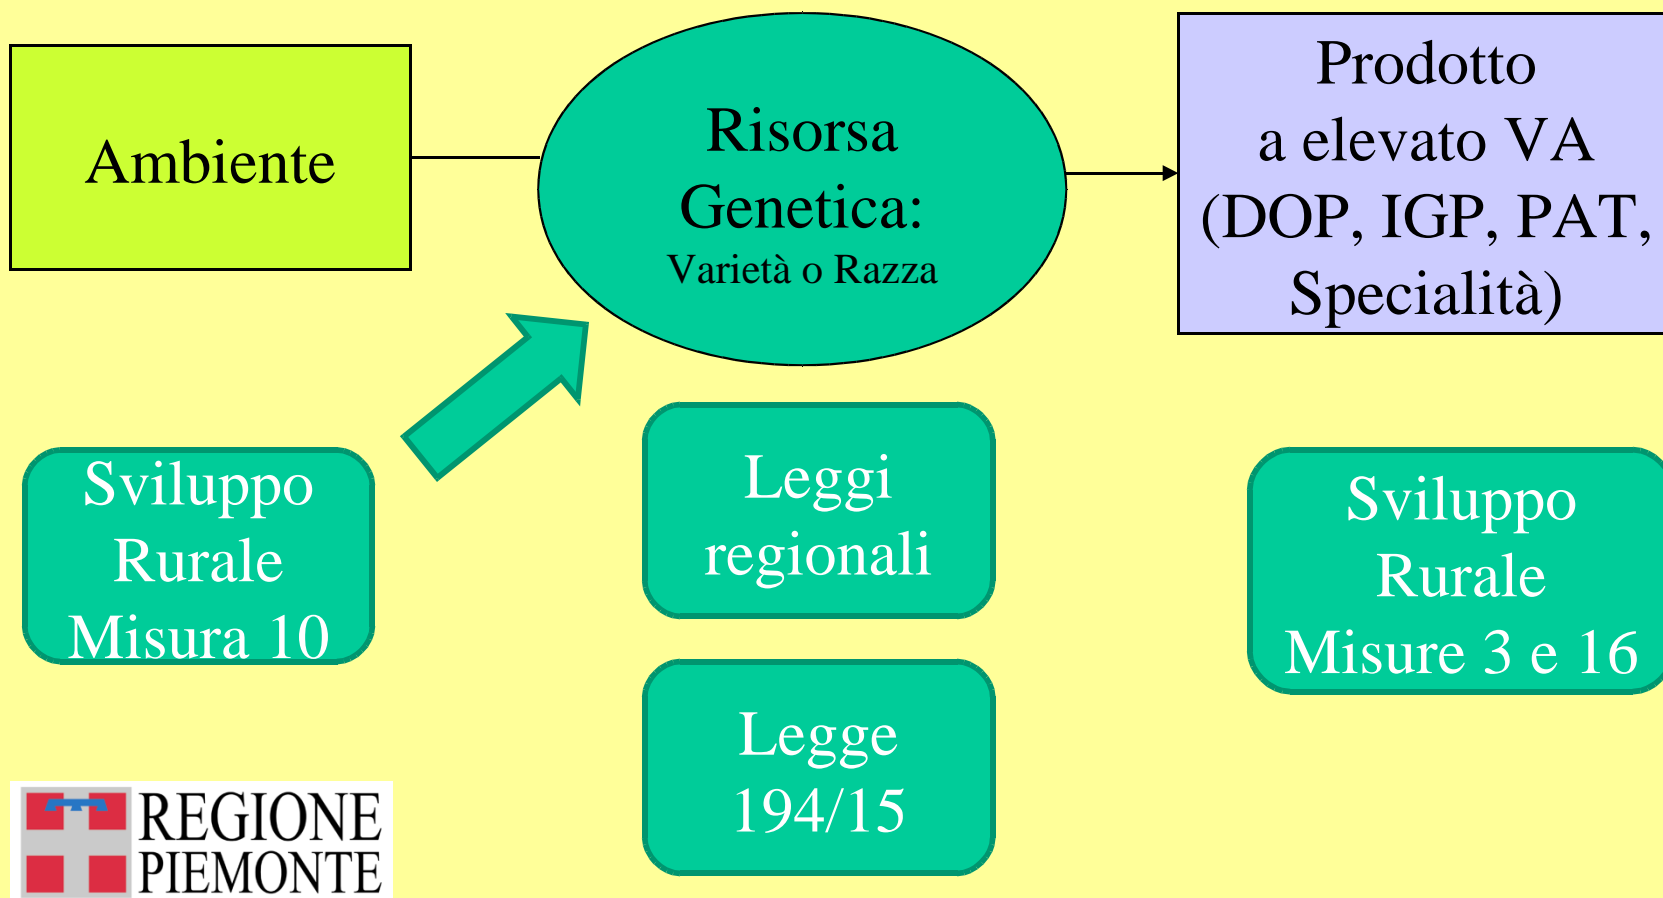 Ambiente
Risorsa
Genetica:
Varietà o Razza
Prodotto
a elevato VA
(DOP, IGP, PAT,
Specialità)
Sviluppo
Rurale
Misura 10
Leggi
regionali
Legge
194/15
Sviluppo
Rurale
Misure 3 e 16
REGIONE
PIEMONTE